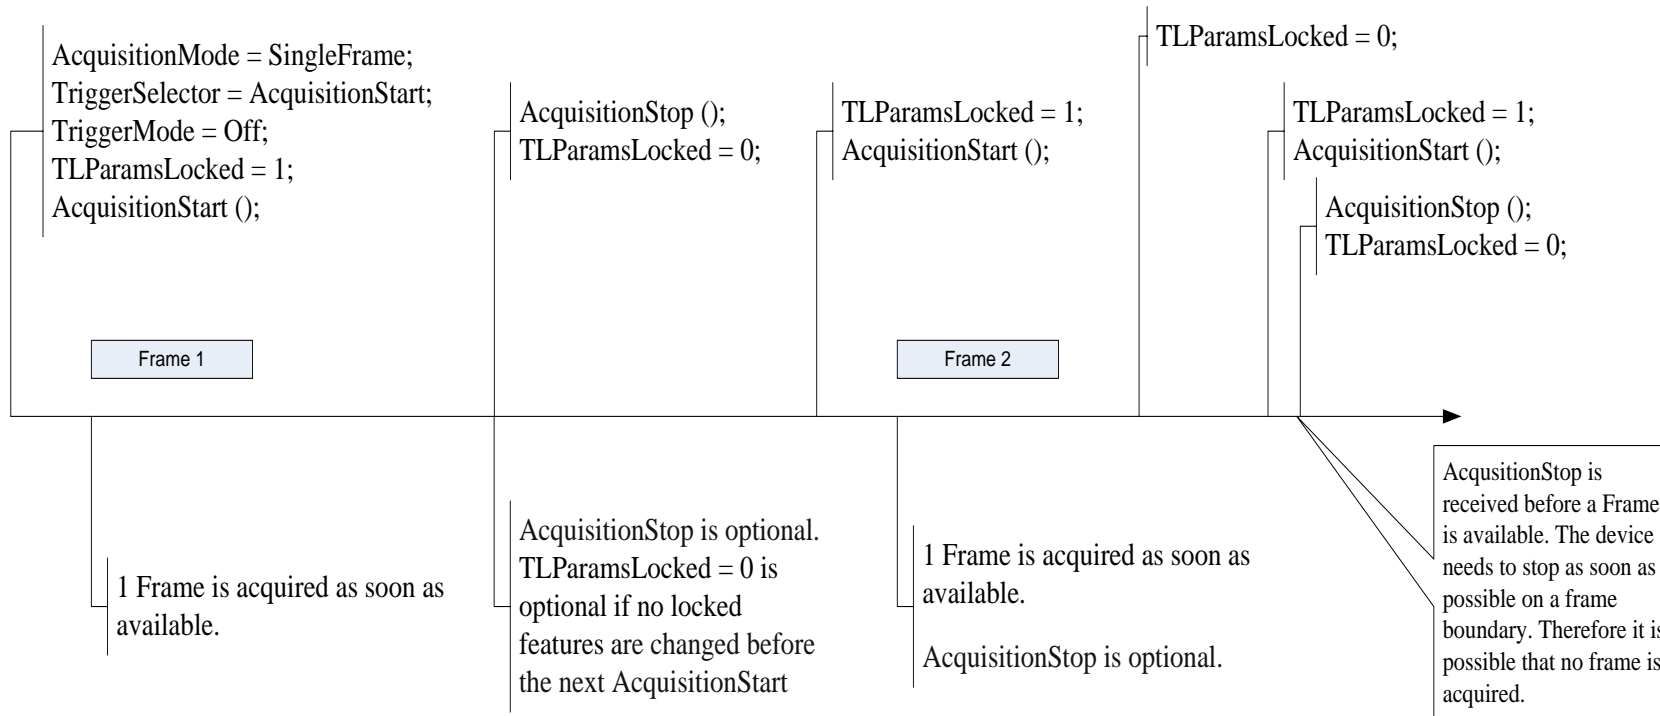 AcquisitionMode = SingleFrame;
TriggerSelector = AcquisitionStart;
TriggerMode = Off;
TLParamsLocked = 1;
AcquisitionStart ();
AcquisitionStop ();
TLParamsLocked = 0;
TLParamsLocked = 1;
AcquisitionStart ();
TLParamsLocked = 0;
TLParamsLocked = 1;
AcquisitionStart ();
AcquisitionStop ();
TLParamsLocked = 0;
Frame 1
Frame 2
1 Frame is acquired as soon as
available.
AcquisitionStop is optional.
TLParamsLocked = 0 is
optional if no locked
features are changed before
the next AcquisitionStart
1 Frame is acquired as soon as
available.
AcquisitionStop is optional.
AcqusitionStop is
received before a Frame
is available. The device
needs to stop as soon as
possible on a frame
boundary. Therefore it is
possible that no frame is
acquired.